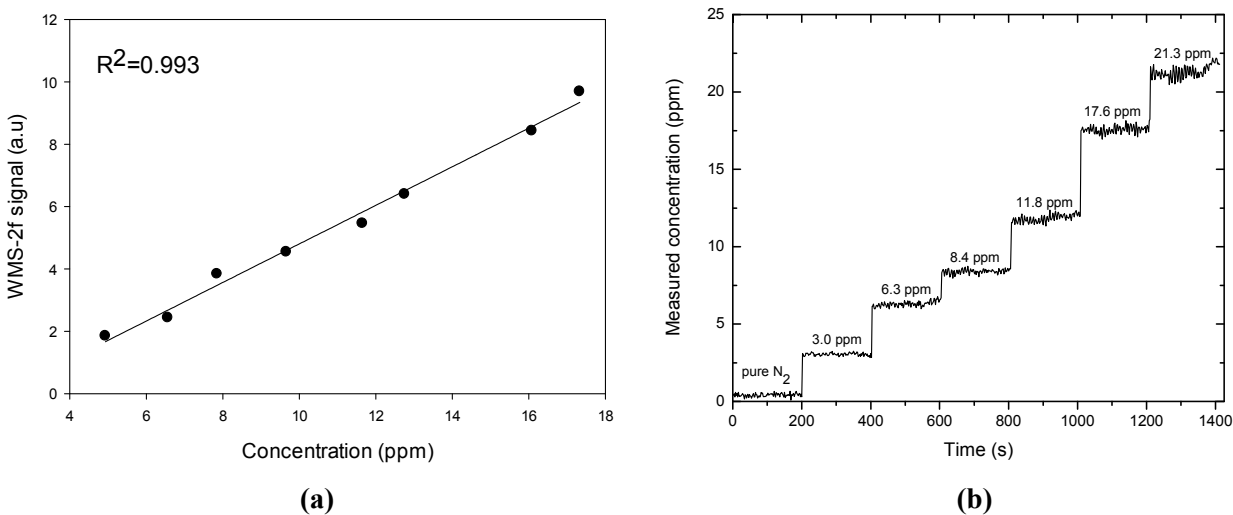 R2=0.993
WMS-2f signal (a.u)
12
10
8
6
4
2
0
4 6 8 10 12 14 16 18
Concentration (ppm)
(a)
Measured concentration (ppm)
25
20
15
10
5
0
pure N2
3.0 ppm
6.3 ppm
8.4 ppm
11.8 ppm
17.6 ppm
21.3 ppm
0 200 400 600 800 1000 1200 1400
Time (s)
(b)